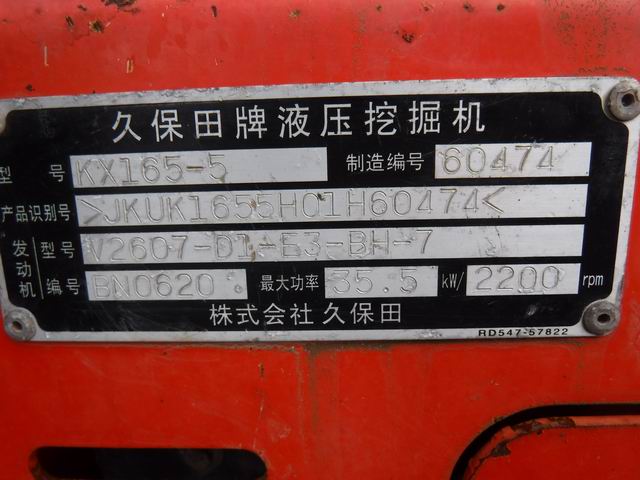 久保田牌液压挖掘机
型 号 KX165-5 制造编号 60474
产品识别号 >JKUK1655H01H60474<
发动机 型号 V2607-DI-E3-BH-7
编号 BN0620 最大功率 35.5 kW/ 2200 rpm
株式会社久保田
RD547-57822